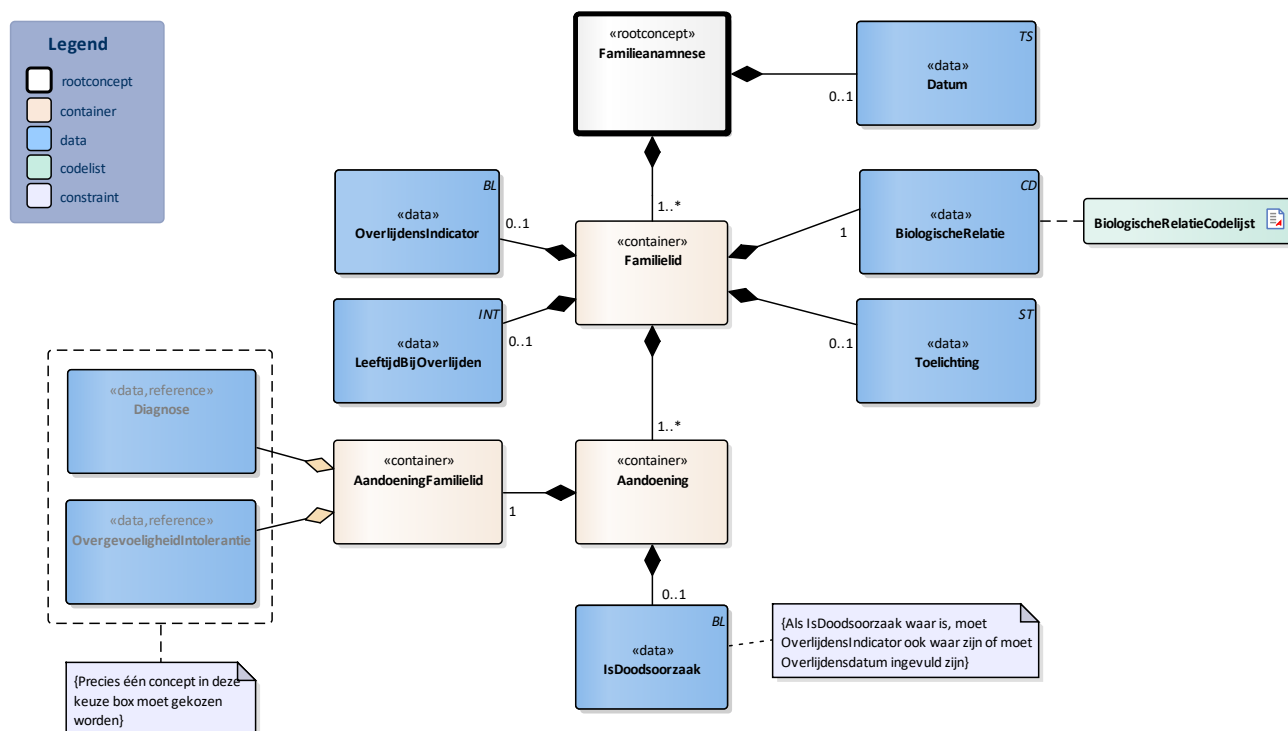 Legend
rootconcept
container
data
codelist
constraint
«rootconcept»
Familieanamnese
TS
«data»
Datum
0..1
1..*
BL
«data»
OverlijdensIndicator
0..1
«container»
Familielid
CD
«data»
BiologischeRelatie
1
BiologischeRelatieCodelijst
INT
«data»
LeeftijdBijOverlijden
0..1
ST
«data»
Toelichting
0..1
1..*
«data,reference»
Diagnose
«container»
AandoeningFamilielid
1
«container»
Aandoening
«data,reference»
OvergevoeligheidIntolerantie
0..1
BL
«data»
IsDoodsoorzaak
{Als IsDoodsoorzaak waar is, moet
OverlijdensIndicator ook waar zijn of moet
Overlijdensdatum ingevuld zijn}
{Precies één concept in deze
keuze box moet gekozen
worden}